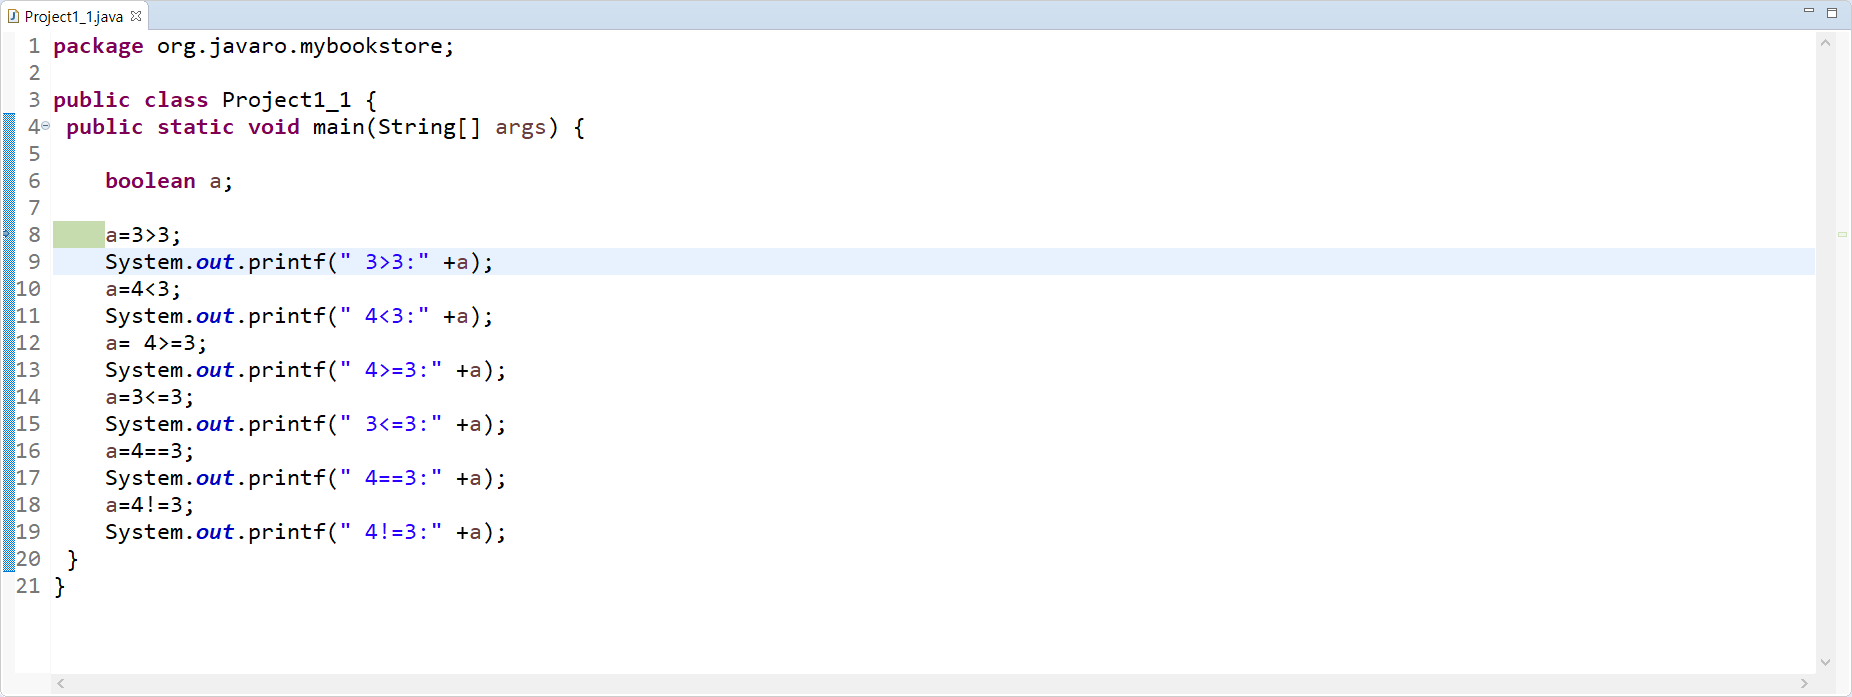 Project1_1.java
1 package org.javaro.mybookstore;
2
3 public class Project1_1 {
4 public static void main(String[] args) {
5
6 boolean a;
7
8 a=3>3;
9 System.out.printf(" 3>3:" +a);
10 a=4<3;
11 System.out.printf(" 4<3:" +a);
12 a= 4>=3;
13 System.out.printf(" 4>=3:" +a);
14 a=3<=3;
15 System.out.printf(" 3<=3:" +a);
16 a=4==3;
17 System.out.printf(" 4==3:" +a);
18 a=4!=3;
19 System.out.printf(" 4!=3:" +a);
20 }
21 }